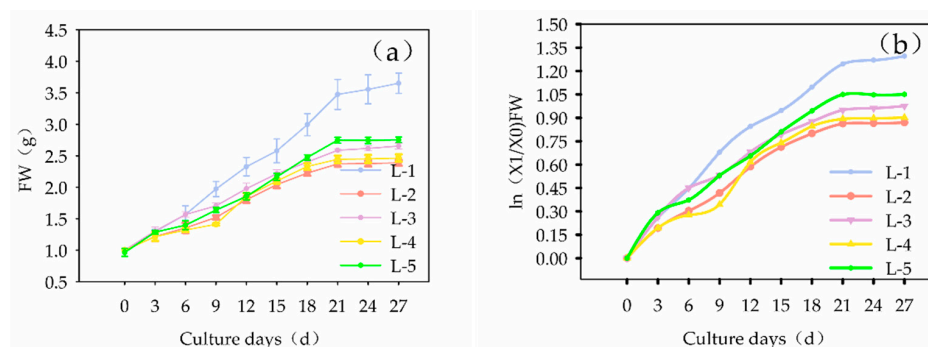 (a)
FW (g)
4.5
4.0
3.5
3.0
2.5
2.0
1.5
1.0
0.5
0 3 6 9 12 15 18 21 24 27
Culture days (d)
L-1
L-2
L-3
L-4
L-5
(b)
ln (X1/X0)FW
1.50
1.35
1.20
1.05
0.90
0.75
0.60
0.45
0.30
0.15
0.00
0 3 6 9 12 15 18 21 24 27
Culture days (d)
L-1
L-2
L-3
L-4
L-5